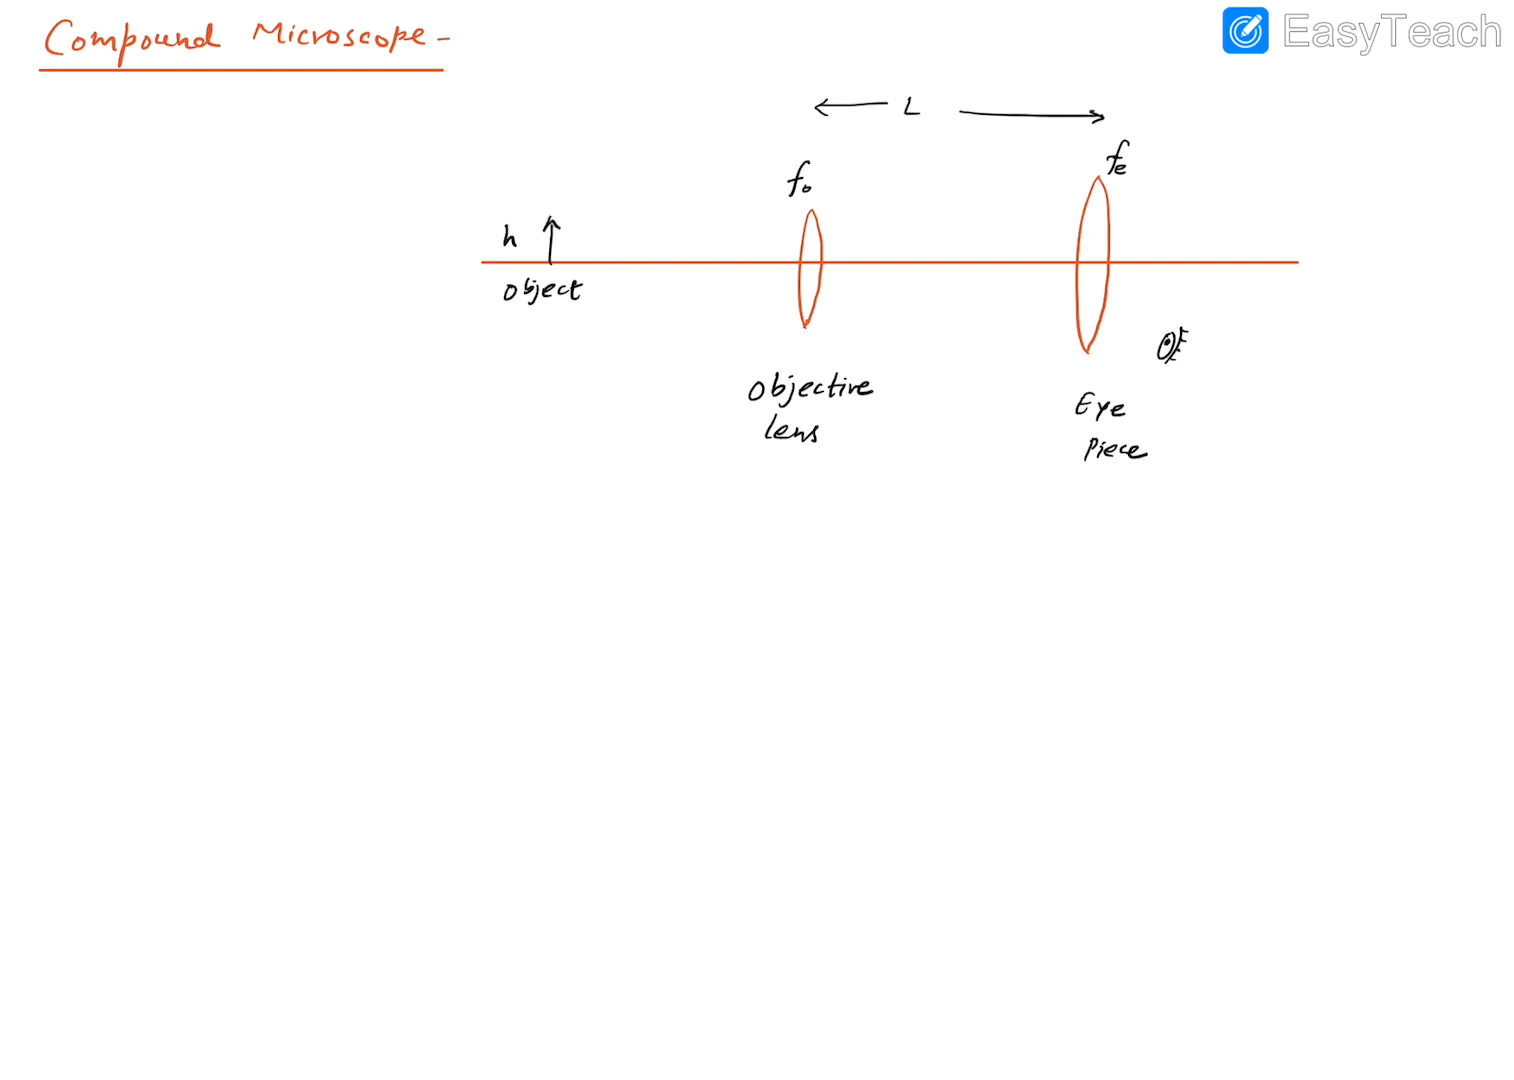 Compound Microscope -
EasyTeach
L
fo
fe
h
object
objective
lens
Eye
Piece